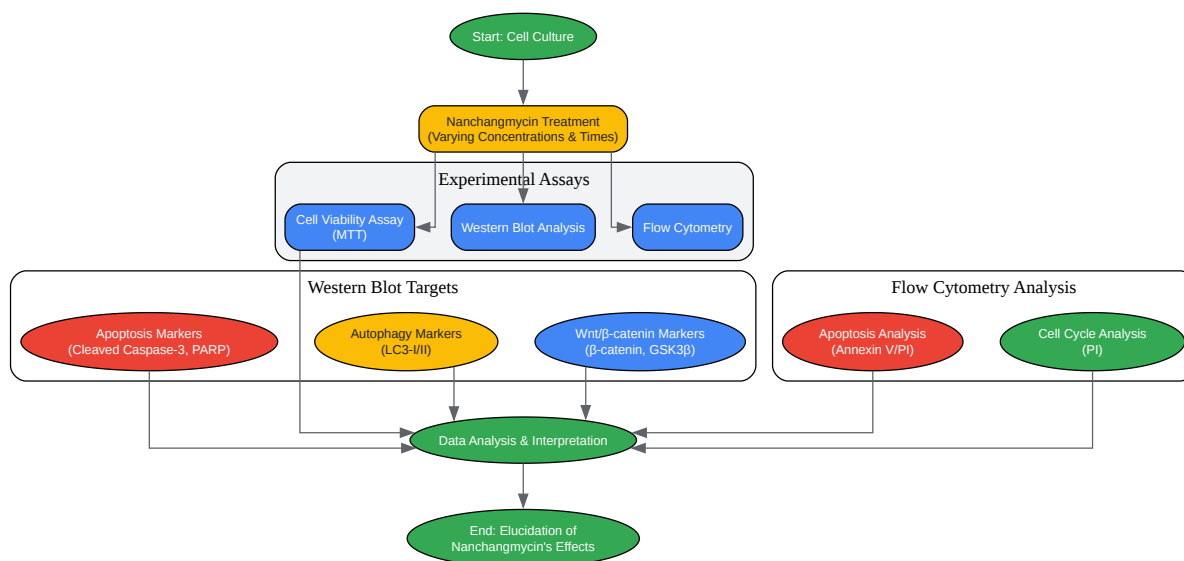 Start: Cell Culture
Nanchangmycin Treatment
(Varying Concentrations & Times)
Experimental Assays
Cell Viability Assay
(MTT)
Western Blot Analysis
Flow Cytometry
Western Blot Targets
Apoptosis Markers
(Cleaved Caspase-3, PARP)
Autophagy Markers
(LC3-I/II)
Wnt/β-catenin Markers
(β-catenin, GSK3β)
Flow Cytometry Analysis
Apoptosis Analysis
(Annexin V/PI)
Cell Cycle Analysis
(PI)
Data Analysis & Interpretation
End: Elucidation of
Nanchangmycin's Effects